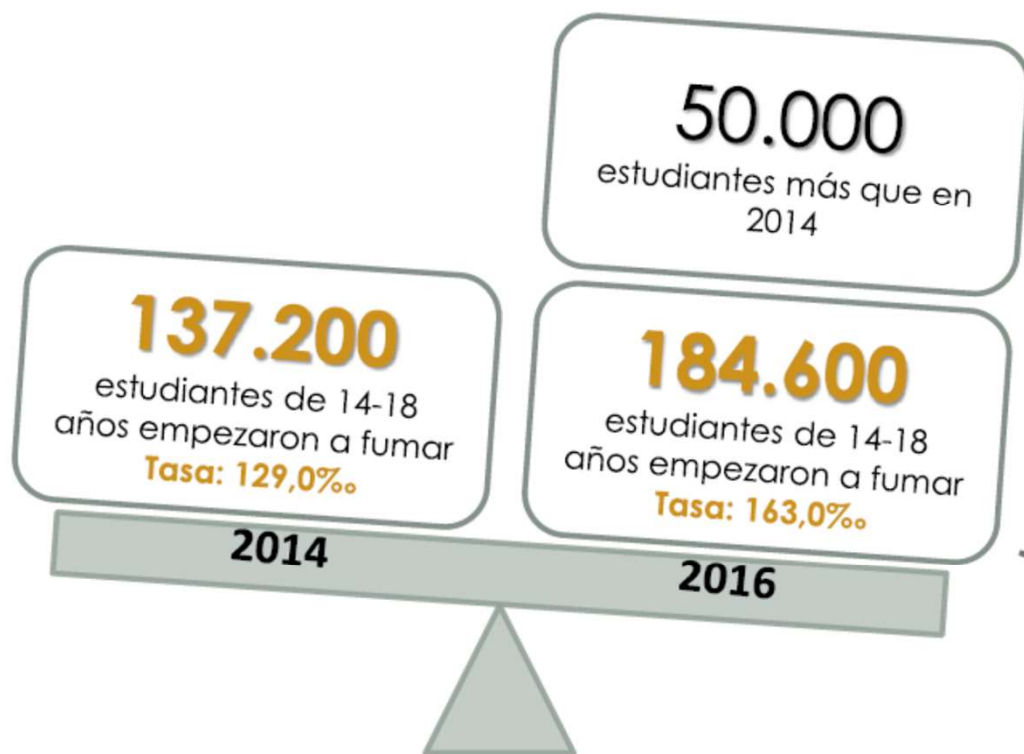 50.000
estudiantes más que en
2014
137.200
estudiantes de 14-18
años empezaron a fumar
Tasa: 129,0‰
184.600
estudiantes de 14-18
años empezaron a fumar
Tasa: 163,0‰
2014
2016